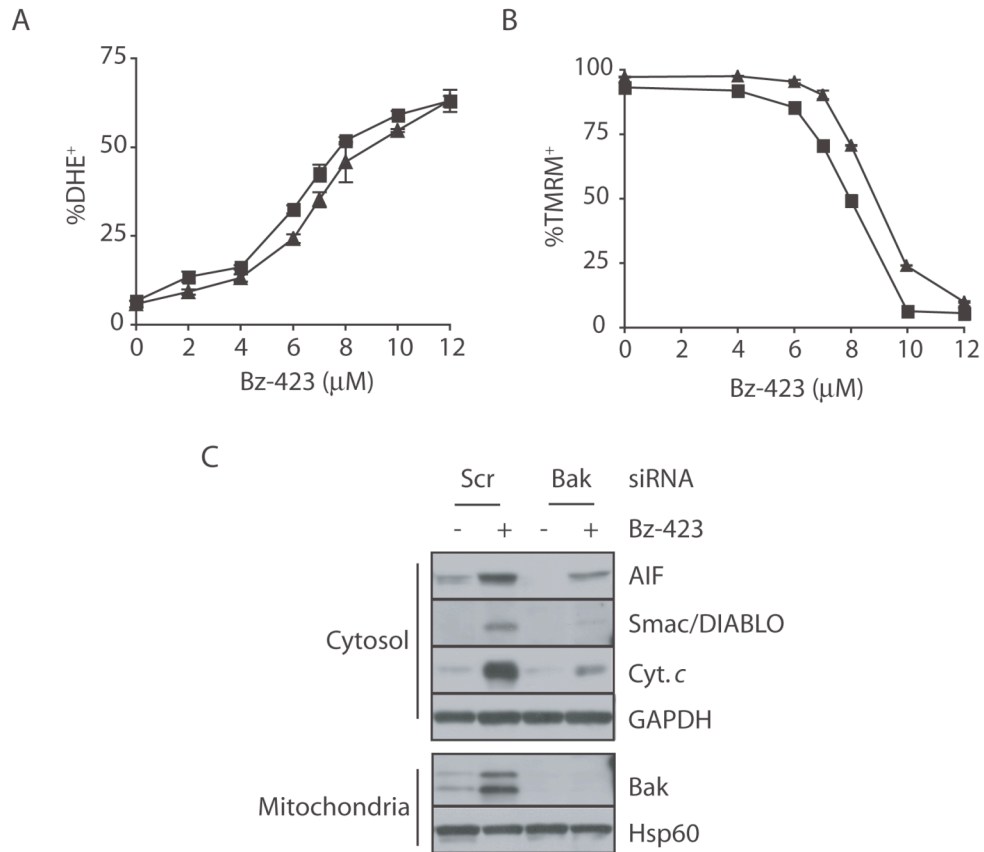 A
75
50
25
0
%DHE⁺
0 2 4 6 8 10 12
Bz-423 (μM)
B
100
75
50
25
0
%TMRM⁺
0 2 4 6 8 10 12
Bz-423 (μM)
C
Scr Bak siRNA
- + - + Bz-423
AIF
Smac/DIABLO
Cytosol
Cyt. c
GAPDH
Bak
Mitochondria
Hsp60